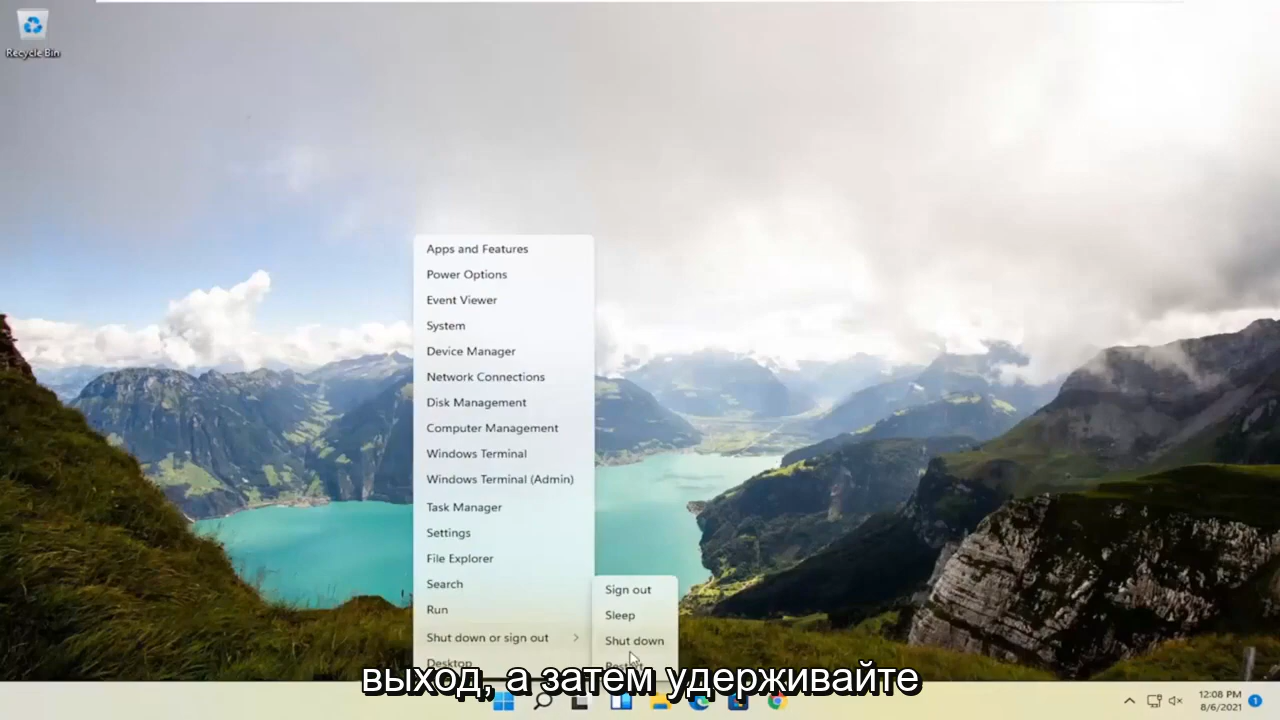 Recycle Bin
Apps and Features
Power Options
Event Viewer
System
Device Manager
Network Connections
Disk Management
Computer Management
Windows Terminal
Windows Terminal (Admin)
Task Manager
Settings
File Explorer
Search
Run
Shut down or sign out
Desktop
Sign out
Sleep
Shut down
выход, а затем удерживайте
12:08 PM
8/6/2021
1